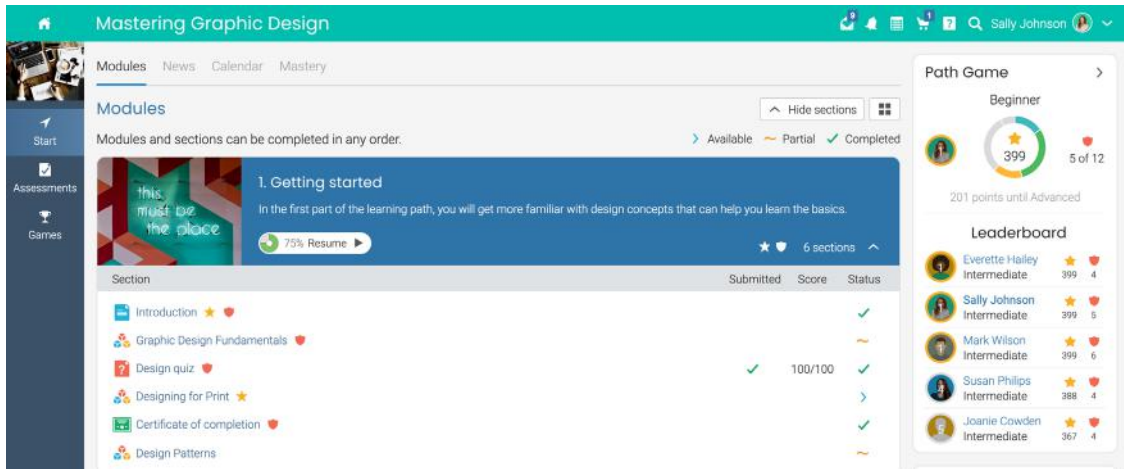 Mastering Graphic Design
9
1
Sally Johnson
Start
Assessments
Games
Modules News Calendar Mastery
Modules
Hide sections
Modules and sections can be completed in any order.
Available Partial Completed
this
must be
the place
1. Getting started
In the first part of the learning path, you will get more familiar with design concepts that can help you learn the basics.
75% Resume
6 sections
Section Submitted Score Status
Introduction
Graphic Design Fundamentals
Design quiz 100/100
Designing for Print
Certificate of completion
Design Patterns
Path Game
Beginner
399
5 of 12
201 points until Advanced
Leaderboard
Everette Hailey
Intermediate 399 4
Sally Johnson
Intermediate 399 5
Mark Wilson
Intermediate 399 6
Susan Philips
Intermediate 388 4
Joanie Cowden
Intermediate 367 4